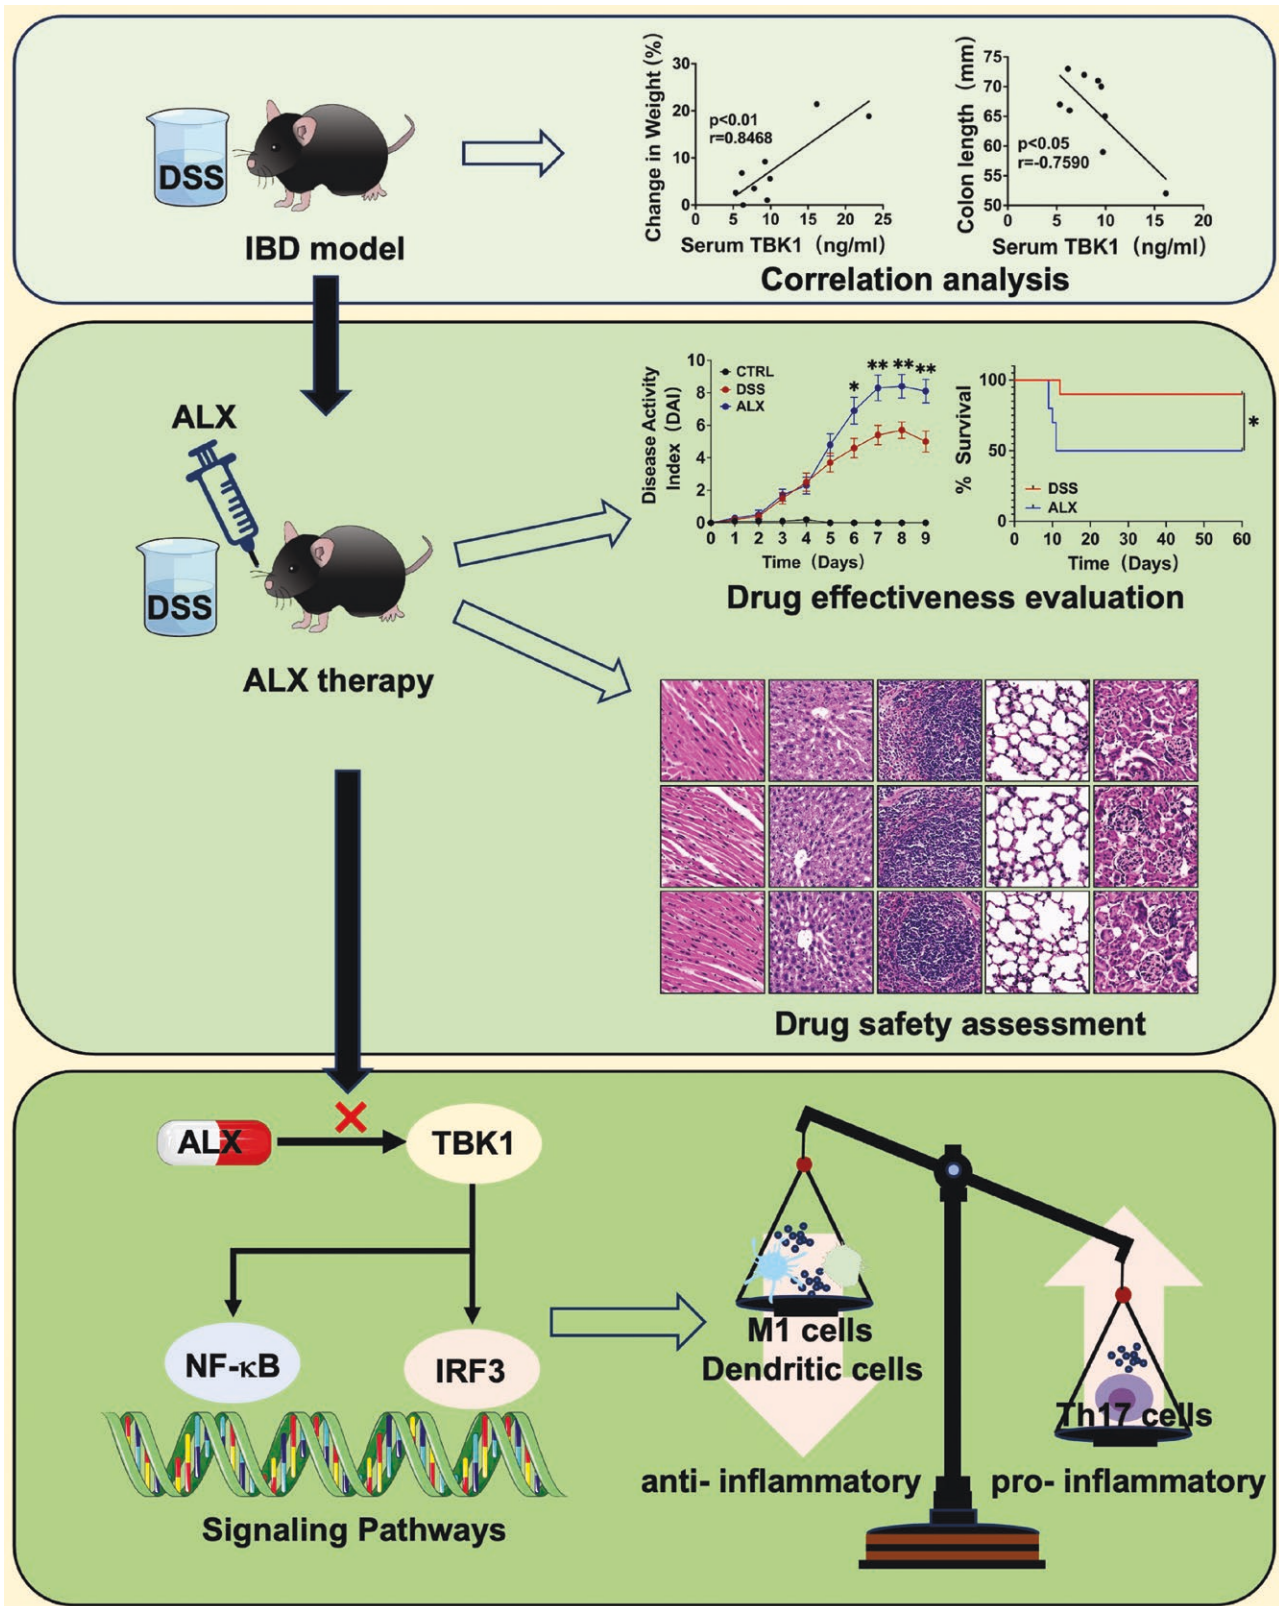 DSS
IBD model
Change in Weight (%)
30
20
10
0
p<0.01
r=0.8468
0 5 10 15 20 25
Serum TBK1 (ng/ml)
Colon length (mm)
75
70
65
60
55
50
p<0.05
r=-0.7590
0 5 10 15 20
Serum TBK1 (ng/ml)
Correlation analysis
ALX
DSS
ALX therapy
Disease Activity
Index (DAI)
10
8
6
4
2
0
CTRL
DSS
ALX
* ** ** **
0 1 2 3 4 5 6 7 8 9
Time (Days)
% Survival
100
50
0
*
DSS
ALX
0 10 20 30 40 50 60
Time (Days)
Drug effectiveness evaluation
Drug safety assessment
ALX
TBK1
NF-κB
IRF3
Signaling Pathways
M1 cells
Dendritic cells
Th17 cells
anti- inflammatory
pro- inflammatory